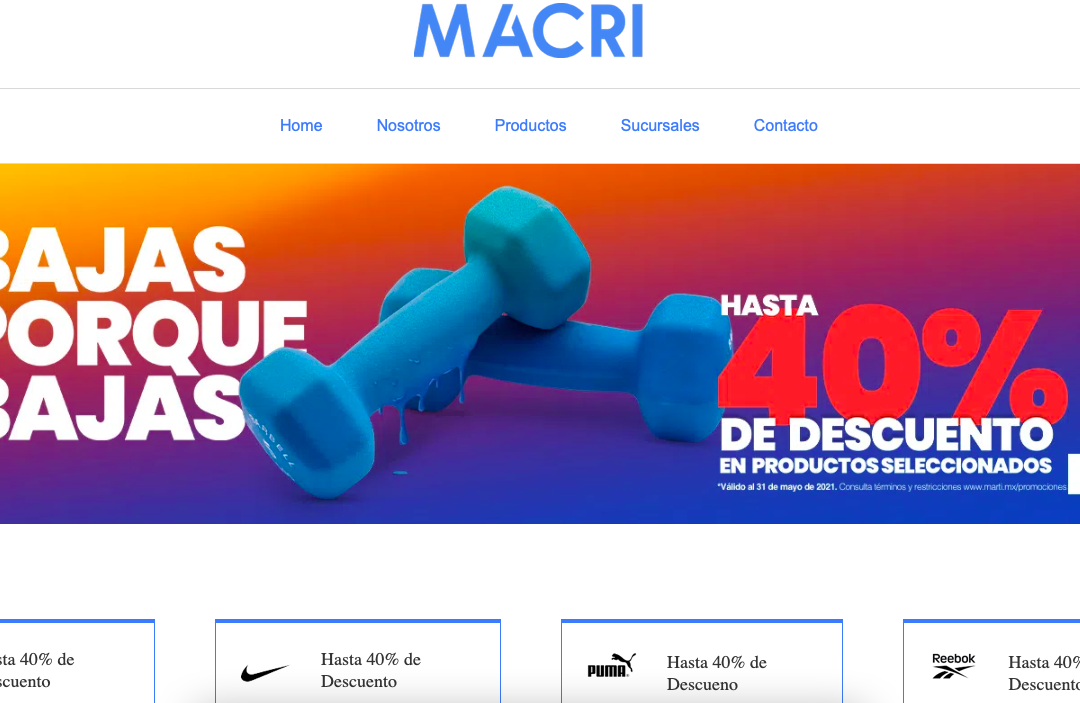 MACRI
Home Nosotros Productos Sucursales Contacto
BAJAS
PORQUE
BAJAS
HASTA
40%
DE DESCUENTO
EN PRODUCTOS SELECCIONADOS
*Válido al 31 de mayo de 2021. Consulta términos y restricciones www.marti.mx/promociones
sta 40% de
scuento
Hasta 40% de
Descuento
PUMA
Hasta 40% de
Descueno
Reebok
Hasta 40%
Descuento